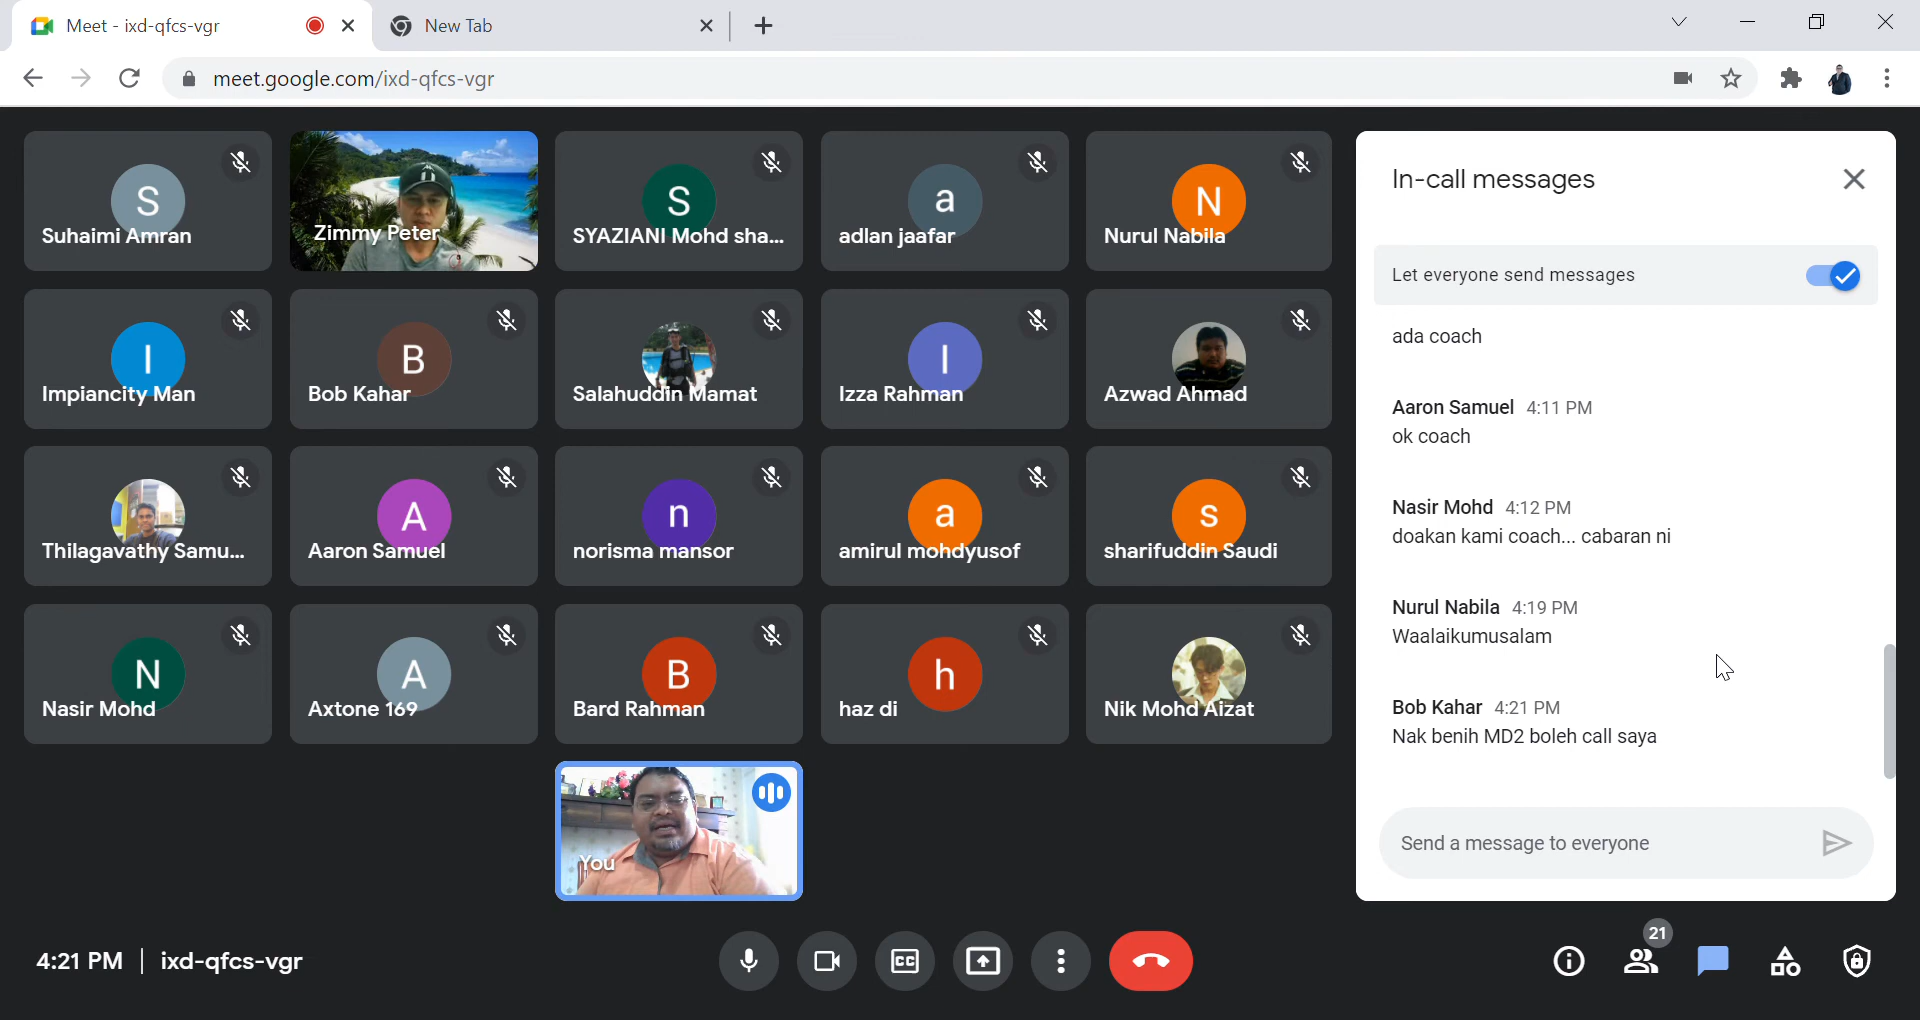 Meet - ixd-qfcs-vgr
New Tab
meet.google.com/ixd-qfcs-vgr
S
Suhaimi Amran
Zimmy Peter
S
SYAZIANI Mohd sha...
a
adlan jaafar
N
Nurul Nabila
I
Impiancity Man
B
Bob Kahar
Salahuddin Mamat
I
Izza Rahman
Azwad Ahmad
Thilagavathy Samu...
A
Aaron Samuel
n
norisma mansor
a
amirul mohdyusof
s
sharifuddin Saudi
N
Nasir Mohd
A
Axtone 169
B
Bard Rahman
h
haz di
Nik Mohd Aizat
You
In-call messages
Let everyone send messages
ada coach
Aaron Samuel 4:11 PM
ok coach
Nasir Mohd 4:12 PM
doakan kami coach... cabaran ni
Nurul Nabila 4:19 PM
Waalaikumusalam
Bob Kahar 4:21 PM
Nak benih MD2 boleh call saya
Send a message to everyone
4:21 PM | ixd-qfcs-vgr
CC
21